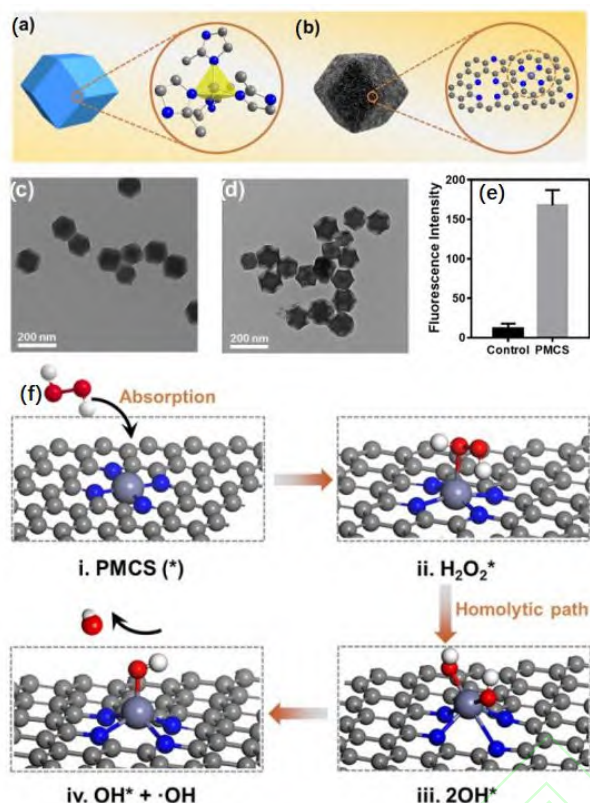 (a)
(b)
(c)
200 nm
(d)
200 nm
(e)
Fluorescence Intensity
200
150
100
50
0
Control PMCS
(f)
Absorption
i. PMCS (*)
ii. H₂O₂*
Homolytic path
iv. OH* + ·OH
iii. 2OH*